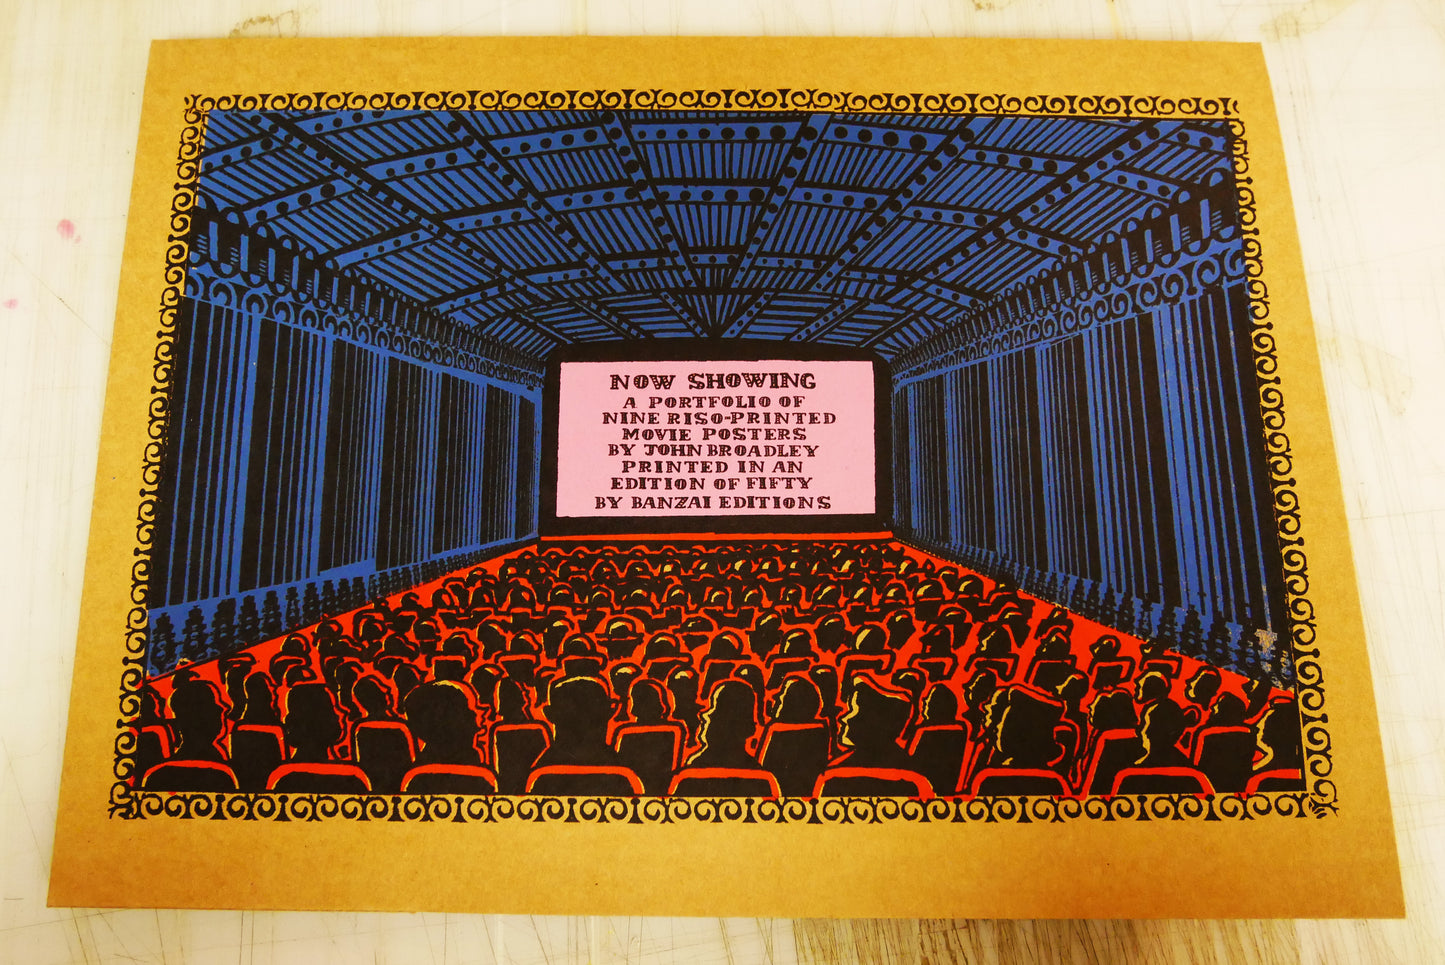 NOW SHOWING
A PORTFOLIO OF
NINE RISO-PRINTED
MOVIE POSTERS
BY JOHN BROADLEY
PRINTED IN AN
EDITION OF FIFTY
BY BANZAI EDITIONS